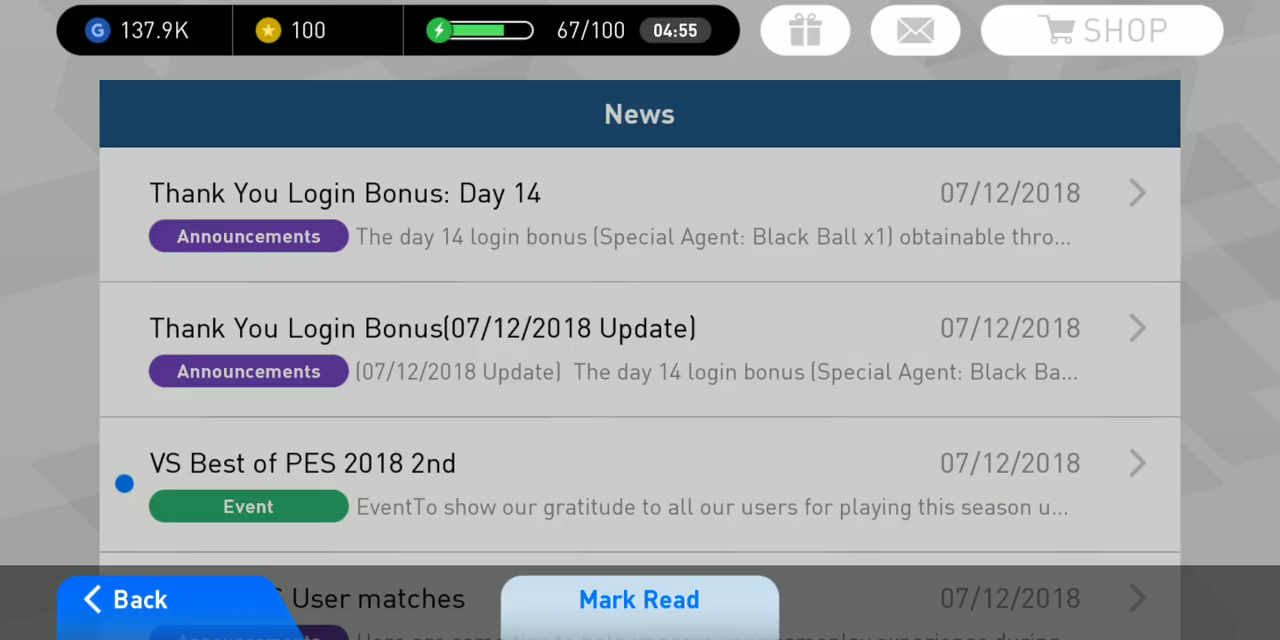 G 137.9K 100 67/100 04:55 SHOP
News
Thank You Login Bonus: Day 14 07/12/2018
Announcements The day 14 login bonus (Special Agent: Black Ball x1) obtainable thro...
Thank You Login Bonus(07/12/2018 Update) 07/12/2018
Announcements (07/12/2018 Update) The day 14 login bonus (Special Agent: Black Ba...
VS Best of PES 2018 2nd 07/12/2018
Event EventTo show our gratitude to all our users for playing this season u...
User matches 07/12/2018
Back Mark Read